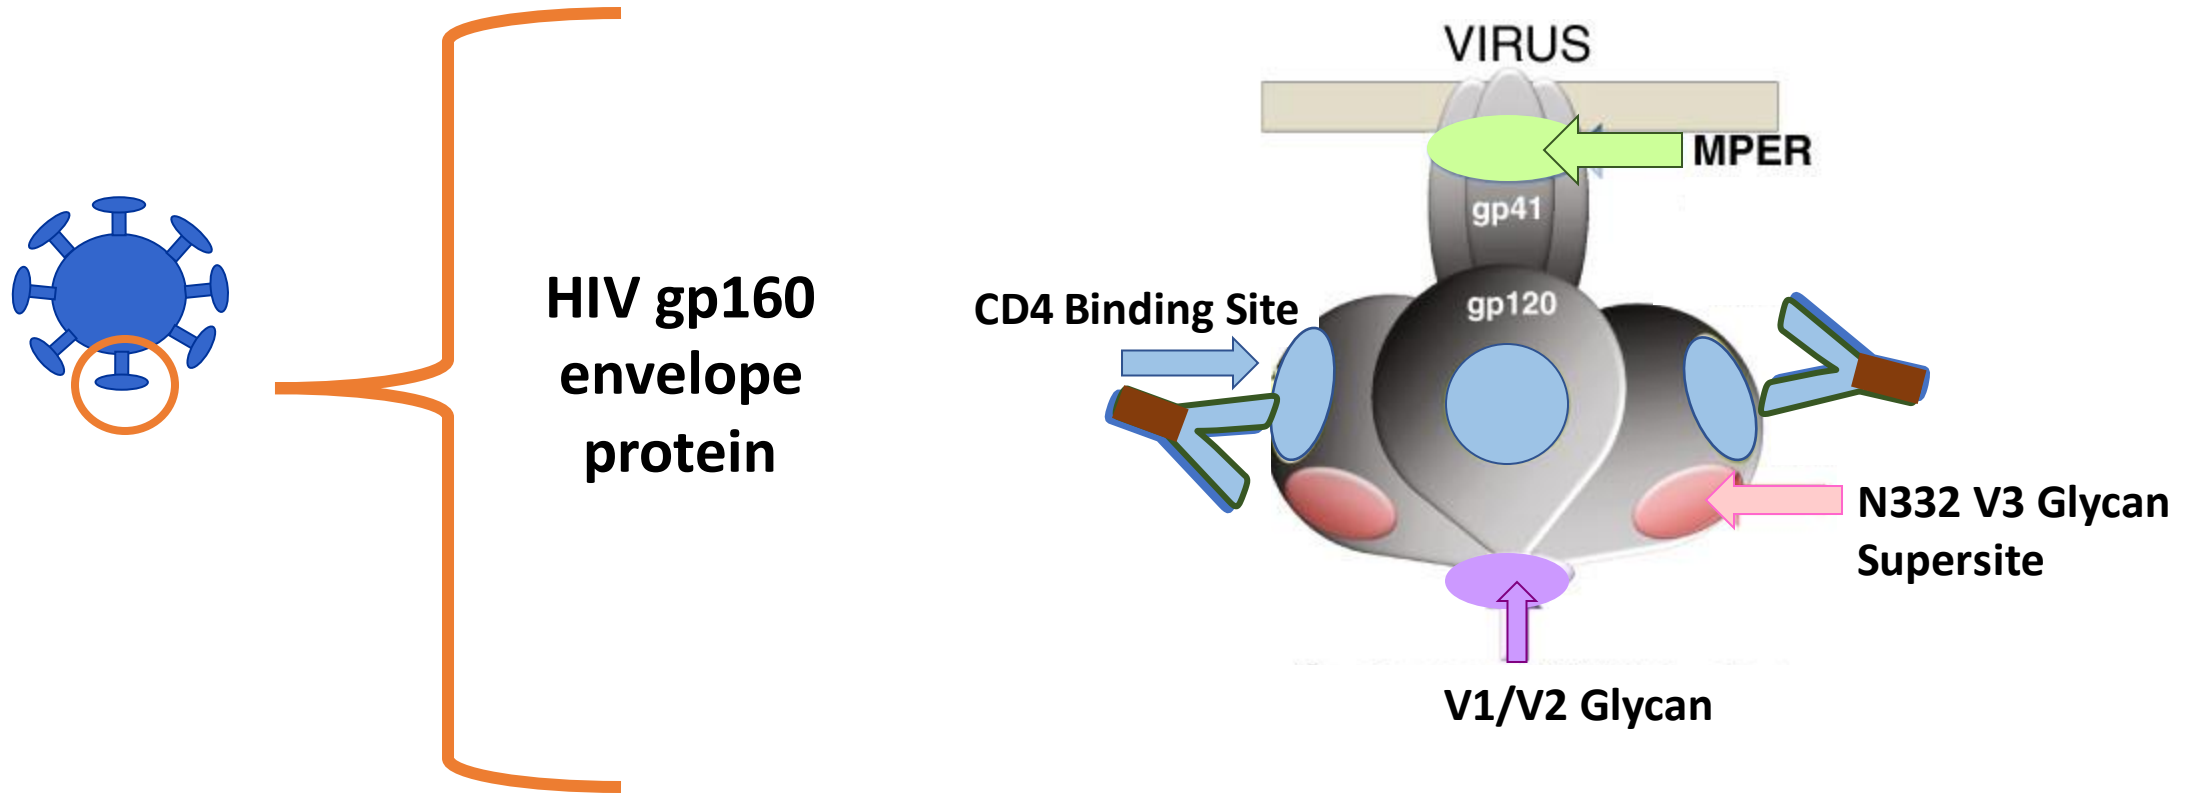 HIV gp160
envelope
protein
VIRUS
MPER
gp41
gp120
CD4 Binding Site
N332 V3 Glycan
Supersite
V1/V2 Glycan